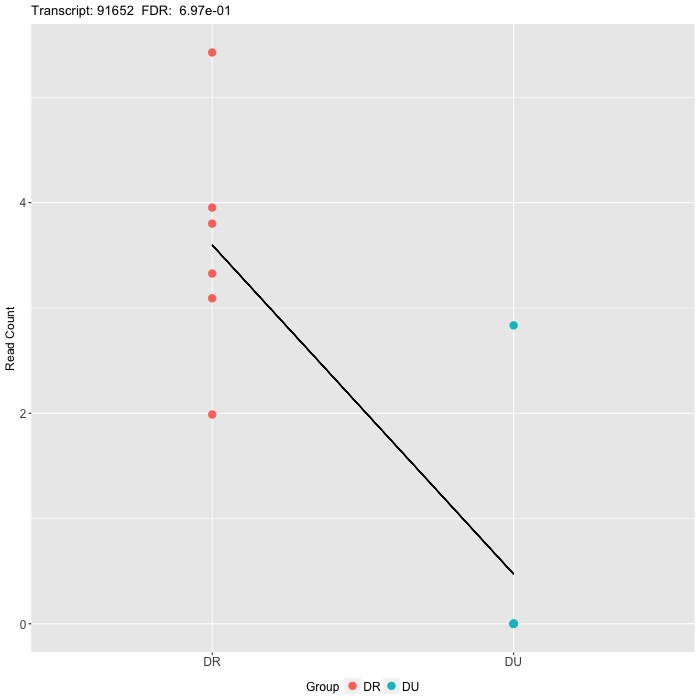 Transcript: 91652  FDR:  6.97e-01
Read Count
4
2
0
DR
DU
Group DR DU